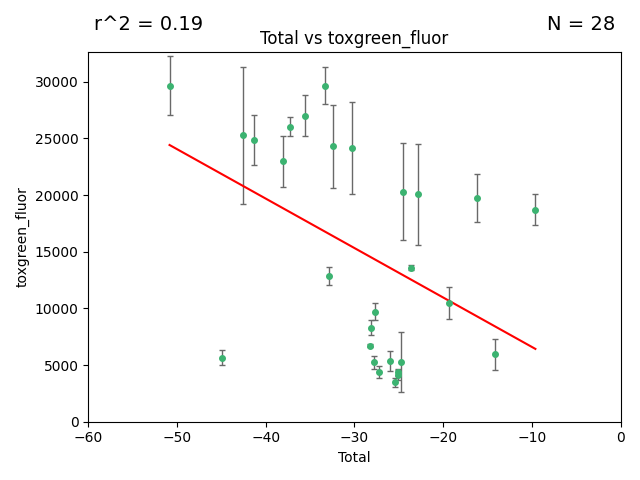 r^2 = 0.19
N = 28
Total vs toxgreen_fluor
30000
25000
20000
15000
10000
5000
0
toxgreen_fluor
−60
−50
−40
−30
−20
−10
0
Total